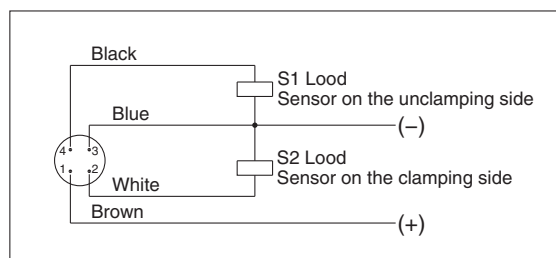 Black
S1 Lood
Sensor on the unclamping side
Blue
(−)
4 3
1 2
S2 Lood
Sensor on the clamping side
White
Brown
(+)